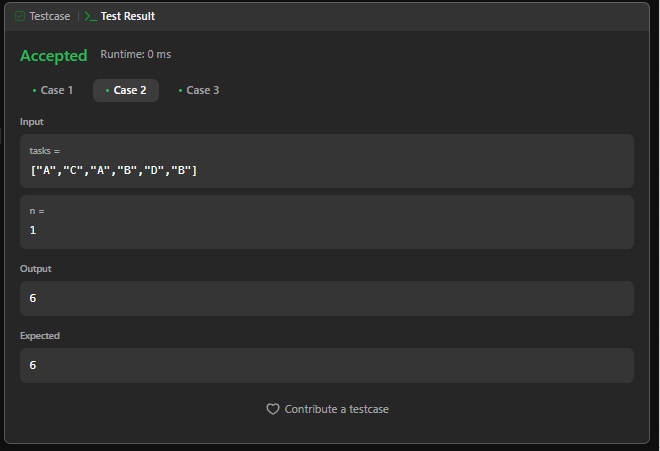 Testcase | >_ Test Result
Accepted Runtime: 0 ms
• Case 1 • Case 2 • Case 3
Input
tasks =
["A","C","A","B","D","B"]
n =
1
Output
6
Expected
6
Contribute a testcase